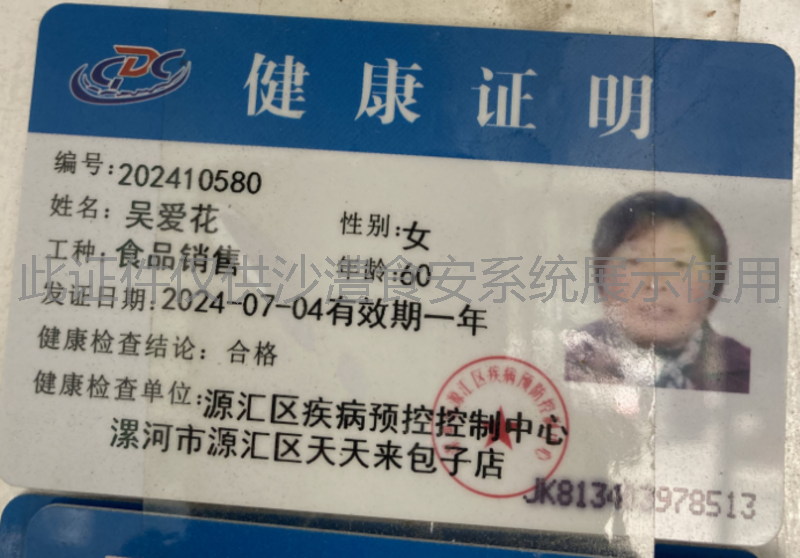 CDC
健康证明
编号:202410580
姓名:吴爱花 性别:女
工种:食品销售 年龄:60
此证件仅供沙澧食安系统展示使用
发证日期:2024-07-04有效期一年
健康检查结论:合格
健康检查单位:源汇区疾病预控控制中心
漯河市源汇区天天来包子店